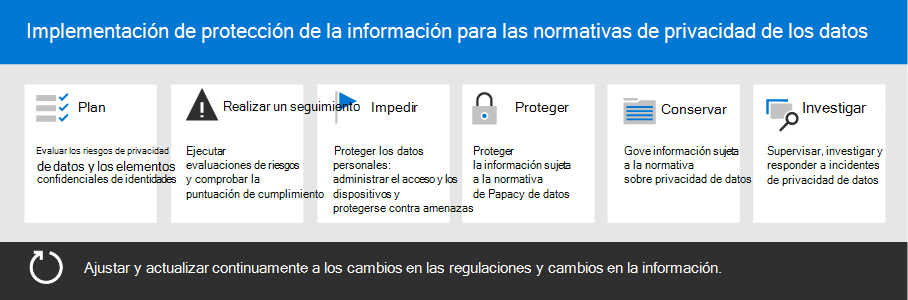 Implementación de protección de la información para las normativas de privacidad de los datos
Plan
Evaluar los riesgos de privacidad
de datos y los elementos
confidenciales de identidades
Realizar un seguimiento
Ejecutar
evaluaciones de riesgos
y comprobar la
puntuación de cumplimiento
Impedir
Proteger los datos
personales:
administrar el acceso y los
dispositivos y
protegerse contra amenazas
Proteger
Proteger
la información sujeta
a la normativa
de Papacy de datos
Conservar
Gove información sujeta
a la normativa
sobre privacidad de datos
Investigar
Supervisar, investigar y
responder a incidentes
de privacidad de datos
Ajustar y actualizar continuamente a los cambios en las regulaciones y cambios en la información.